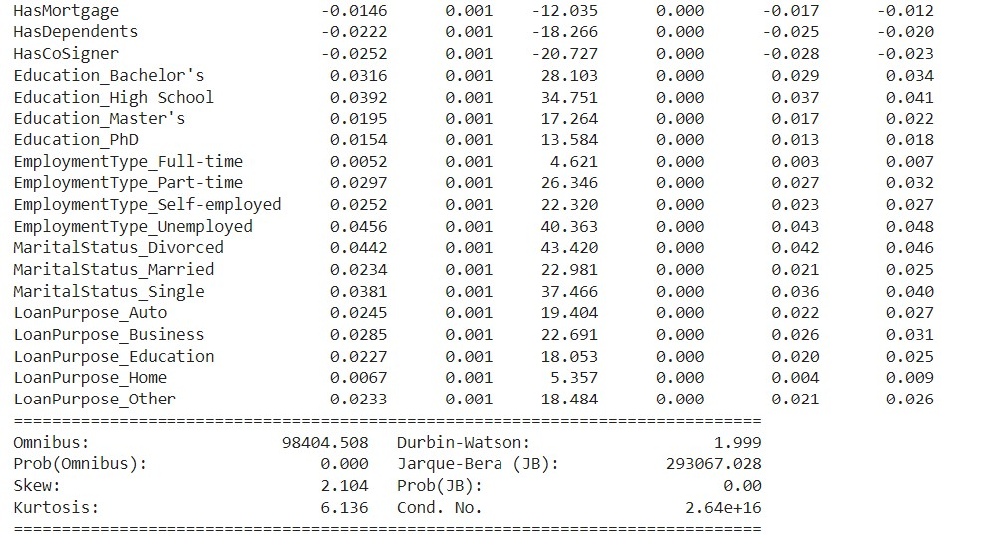 HasMortgage -0.0146 0.001 -12.035 0.000 -0.017 -0.012
HasDependents -0.0222 0.001 -18.266 0.000 -0.025 -0.020
HasCoSigner -0.0252 0.001 -20.727 0.000 -0.028 -0.023
Education_Bachelor's 0.0316 0.001 28.103 0.000 0.029 0.034
Education_High School 0.0392 0.001 34.751 0.000 0.037 0.041
Education_Master's 0.0195 0.001 17.264 0.000 0.017 0.022
Education_PhD 0.0154 0.001 13.584 0.000 0.013 0.018
EmploymentType_Full-time 0.0052 0.001 4.621 0.000 0.003 0.007
EmploymentType_Part-time 0.0297 0.001 26.346 0.000 0.027 0.032
EmploymentType_Self-employed 0.0252 0.001 22.320 0.000 0.023 0.027
EmploymentType_Unemployed 0.0456 0.001 40.363 0.000 0.043 0.048
MaritalStatus_Divorced 0.0442 0.001 43.420 0.000 0.042 0.046
MaritalStatus_Married 0.0234 0.001 22.981 0.000 0.021 0.025
MaritalStatus_Single 0.0381 0.001 37.466 0.000 0.036 0.040
LoanPurpose_Auto 0.0245 0.001 19.404 0.000 0.022 0.027
LoanPurpose_Business 0.0285 0.001 22.691 0.000 0.026 0.031
LoanPurpose_Education 0.0227 0.001 18.053 0.000 0.020 0.025
LoanPurpose_Home 0.0067 0.001 5.357 0.000 0.004 0.009
LoanPurpose_Other 0.0233 0.001 18.484 0.000 0.021 0.026
==============================================================================
Omnibus: 98404.508 Durbin-Watson: 1.999
Prob(Omnibus): 0.000 Jarque-Bera (JB): 293067.028
Skew: 2.104 Prob(JB): 0.00
Kurtosis: 6.136 Cond. No. 2.64e+16
==============================================================================